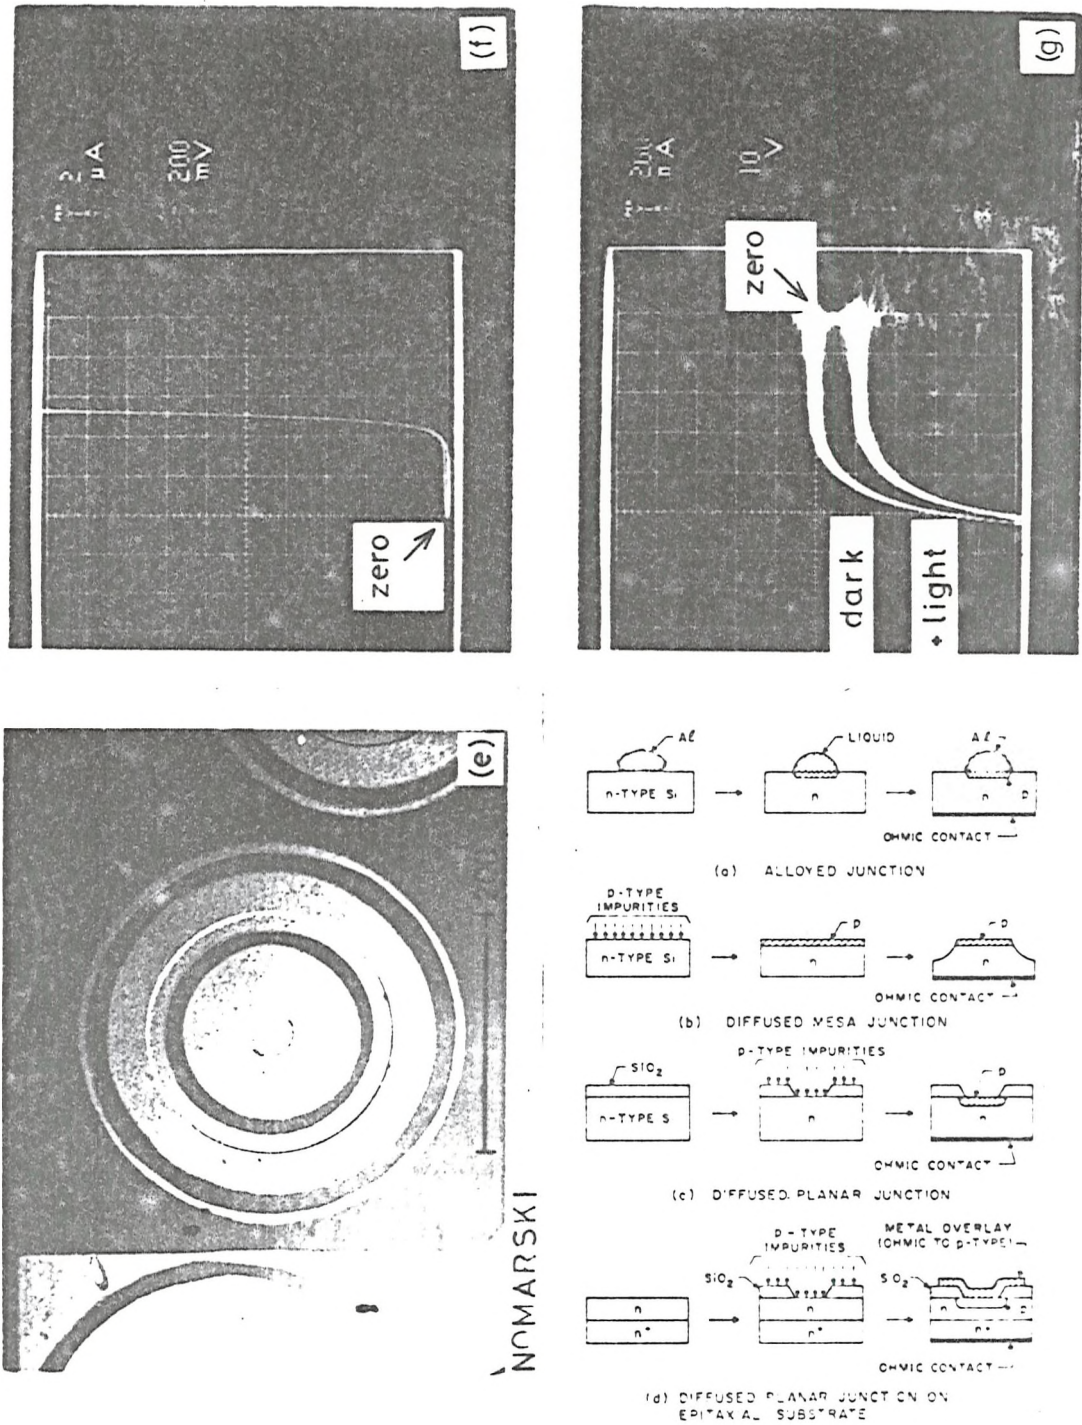 (f)
2
µA
200
mV
zero
(g)
nA
10
V
zero
dark
+ light
(e)
NOMARSKI
Al
n-TYPE Si
LIQUID
n
Al
n
p
OHMIC CONTACT
(a) ALLOYED JUNCTION
p-TYPE
IMPURITIES
n-TYPE Si
p
n
p
n
OHMIC CONTACT
(b) DIFFUSED MESA JUNCTION
SiO2
n-TYPE S
p-TYPE IMPURITIES
n
p
n
OHMIC CONTACT
(c) DIFFUSED PLANAR JUNCTION
n
n+
p-TYPE
IMPURITIES
SiO2
n
n+
METAL OVERLAY
(OHMIC TO p-TYPE)
SiO2
n
p
n+
OHMIC CONTACT
(d) DIFFUSED PLANAR JUNCTION ON
EPITAXIAL SUBSTRATE